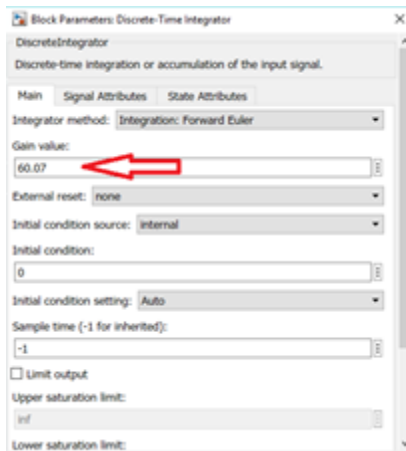 Block Parameters: Discrete-Time Integrator
DiscreteIntegrator
Discrete-time integration or accumulation of the input signal.
Main Signal Attributes State Attributes
Integrator method: Integration: Forward Euler
Gain value:
60.07
External reset: none
Initial condition source: internal
Initial condition:
0
Initial condition setting: Auto
Sample time (-1 for inherited):
-1
Limit output
Upper saturation limit:
inf
Lower saturation limit: